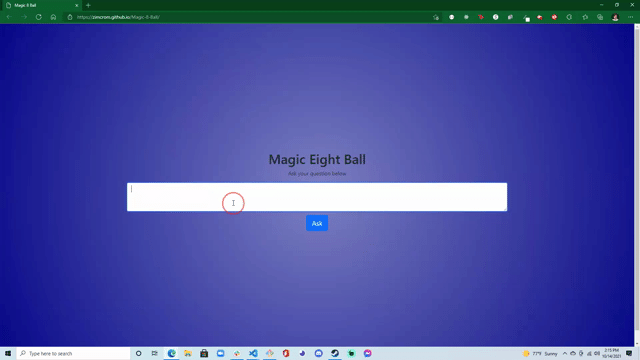 Magic 8 Ball
https://zimcroro.github.io/Magic-8-Ball/
Magic Eight Ball
Ask your question below
Ask
Type here to search
77°F Sunny
2:15 PM
10/14/2021